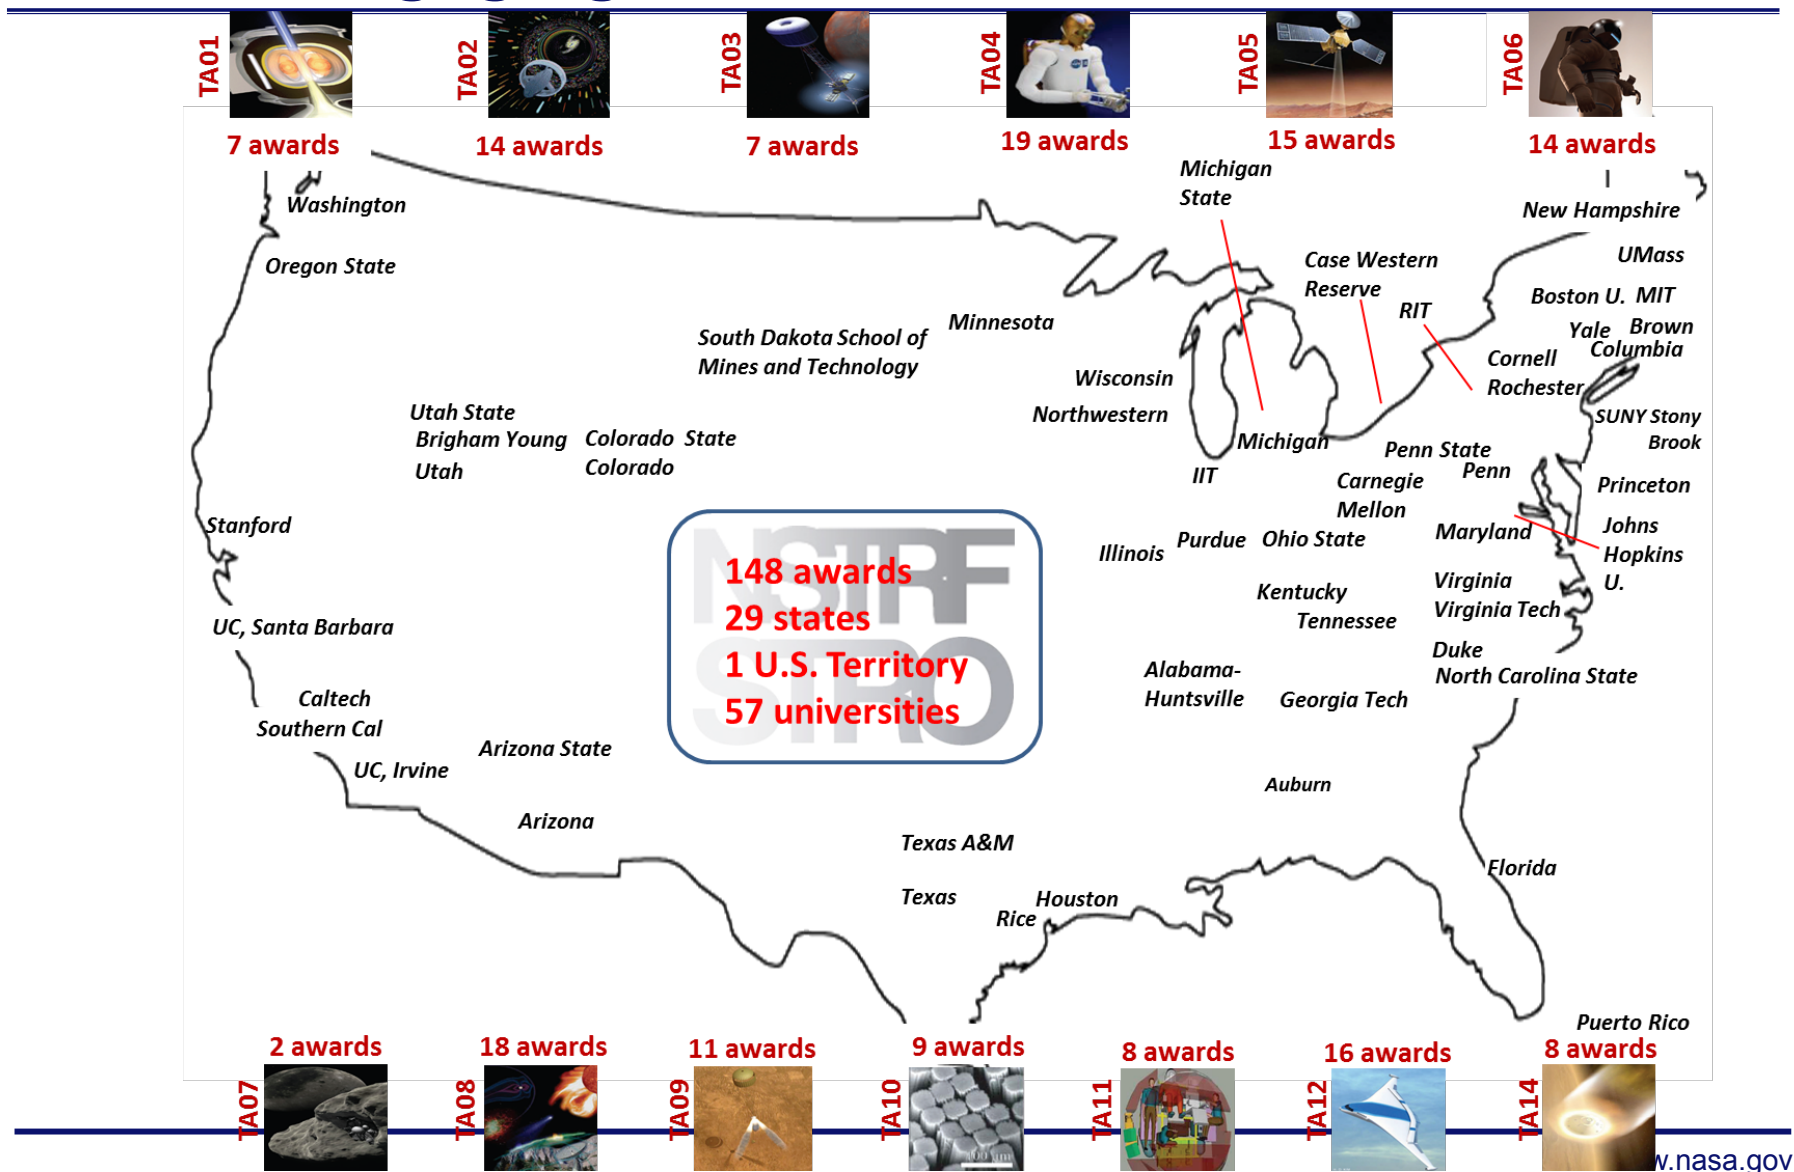 TA01
TA02
TA03
TA04
TA05
TA06
7 awards
14 awards
7 awards
19 awards
15 awards
14 awards
Michigan
State
Washington
New Hampshire
Oregon State
Case Western
Reserve
UMass
RIT
Boston U. MIT
South Dakota School of
Mines and Technology
Minnesota
Yale Brown
Columbia
Cornell
Rochester
Wisconsin
Northwestern
Utah State
Brigham Young
Utah
Colorado State
Colorado
Michigan
IIT
SUNY Stony
Brook
Penn State
Penn
Carnegie
Mellon
Princeton
Stanford
Illinois
Purdue
Ohio State
Maryland
Johns
Hopkins
U.
NSTRF
STRO
148 awards
29 states
1 U.S. Territory
57 universities
Kentucky
Tennessee
Virginia
Virginia Tech
UC, Santa Barbara
Duke
North Carolina State
Alabama-
Huntsville
Georgia Tech
Caltech
Southern Cal
UC, Irvine
Arizona State
Arizona
Auburn
Texas A&M
Texas
Houston
Rice
Florida
Puerto Rico
2 awards
18 awards
11 awards
9 awards
8 awards
16 awards
8 awards
TA07
TA08
TA09
TA10
TA11
TA12
TA14
w.nasa.gov